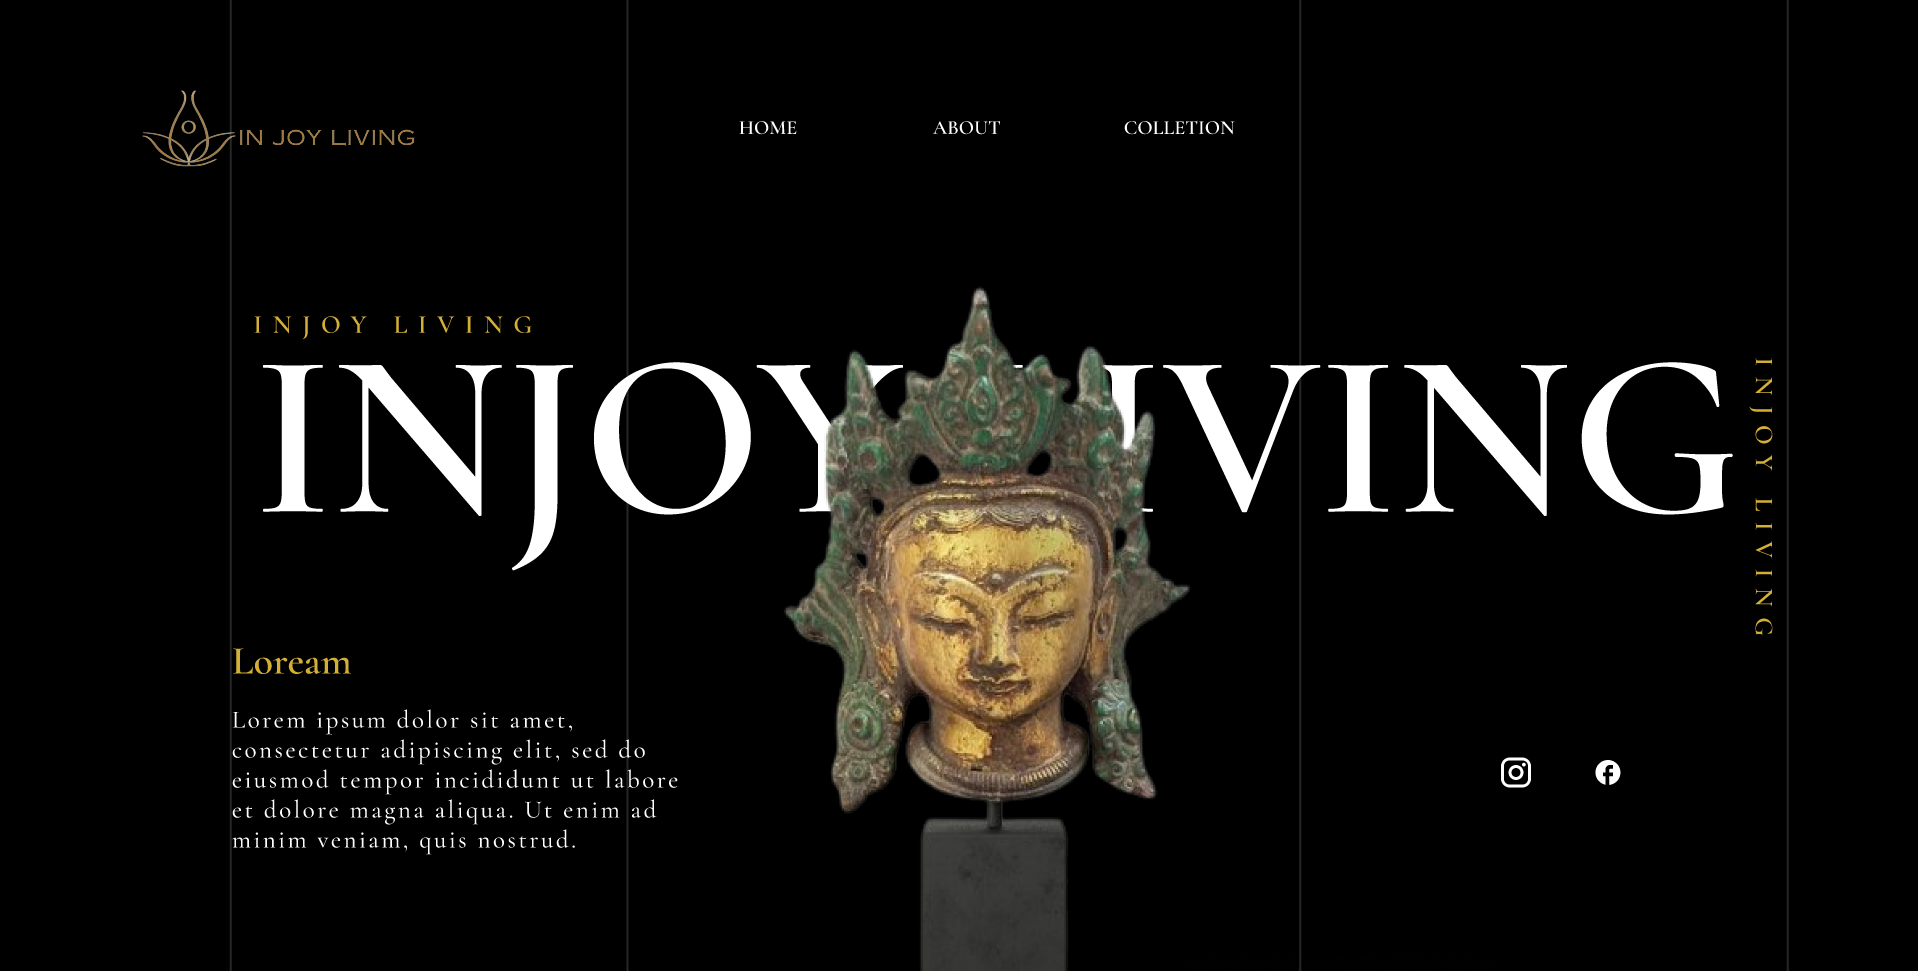 IN JOY LIVING
HOME
ABOUT
COLLETION
INJOY LIVING
INJOY LIVING
INJOY LIVING
Loream
Lorem ipsum dolor sit amet,
consectetur adipiscing elit, sed do
eiusmod tempor incididunt ut labore
et dolore magna aliqua. Ut enim ad
minim veniam, quis nostrud.